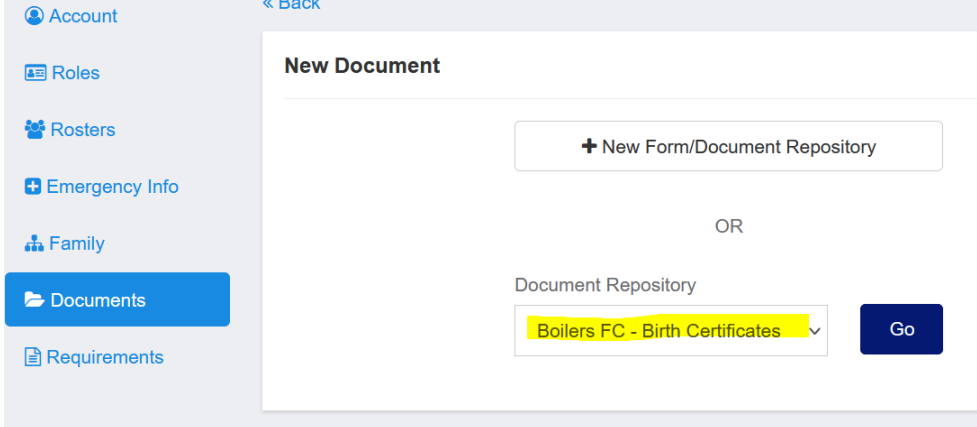 « Back
Account
Roles
Rosters
Emergency Info
Family
Documents
Requirements
New Document
New Form/Document Repository
OR
Document Repository
Boilers FC - Birth Certificates
Go